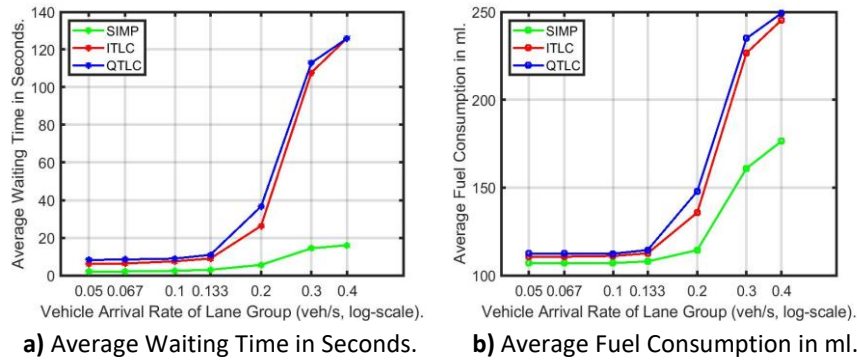 140
120
100
80
60
40
20
0
Average Waiting Time in Seconds.
SIMP
ITLC
QTLC
0.05 0.067 0.1 0.133 0.2 0.3 0.4
Vehicle Arrival Rate of Lane Group (veh/s, log-scale).
a) Average Waiting Time in Seconds.
250
200
150
100
Average Fuel Consumption in ml.
SIMP
ITLC
QTLC
0.05 0.067 0.1 0.133 0.2 0.3 0.4
Vehicle Arrival Rate of Lane Group (veh/s, log-scale).
b) Average Fuel Consumption in ml.